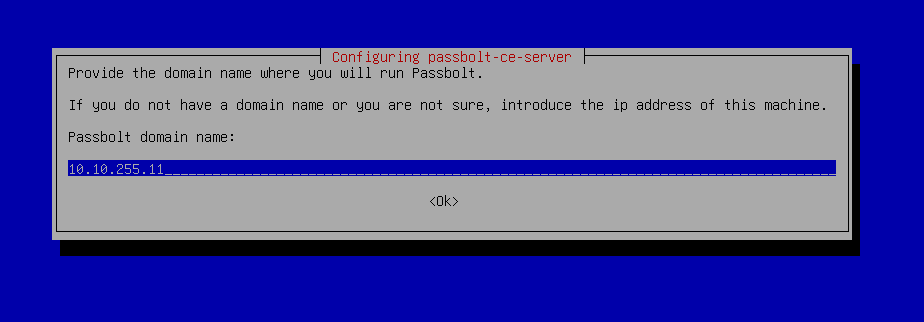 Configuring passbolt-ce-server
Provide the domain name where you will run Passbolt.
If you do not have a domain name or you are not sure, introduce the ip address of this machine.
Passbolt domain name:
10.10.255.11
<Ok>